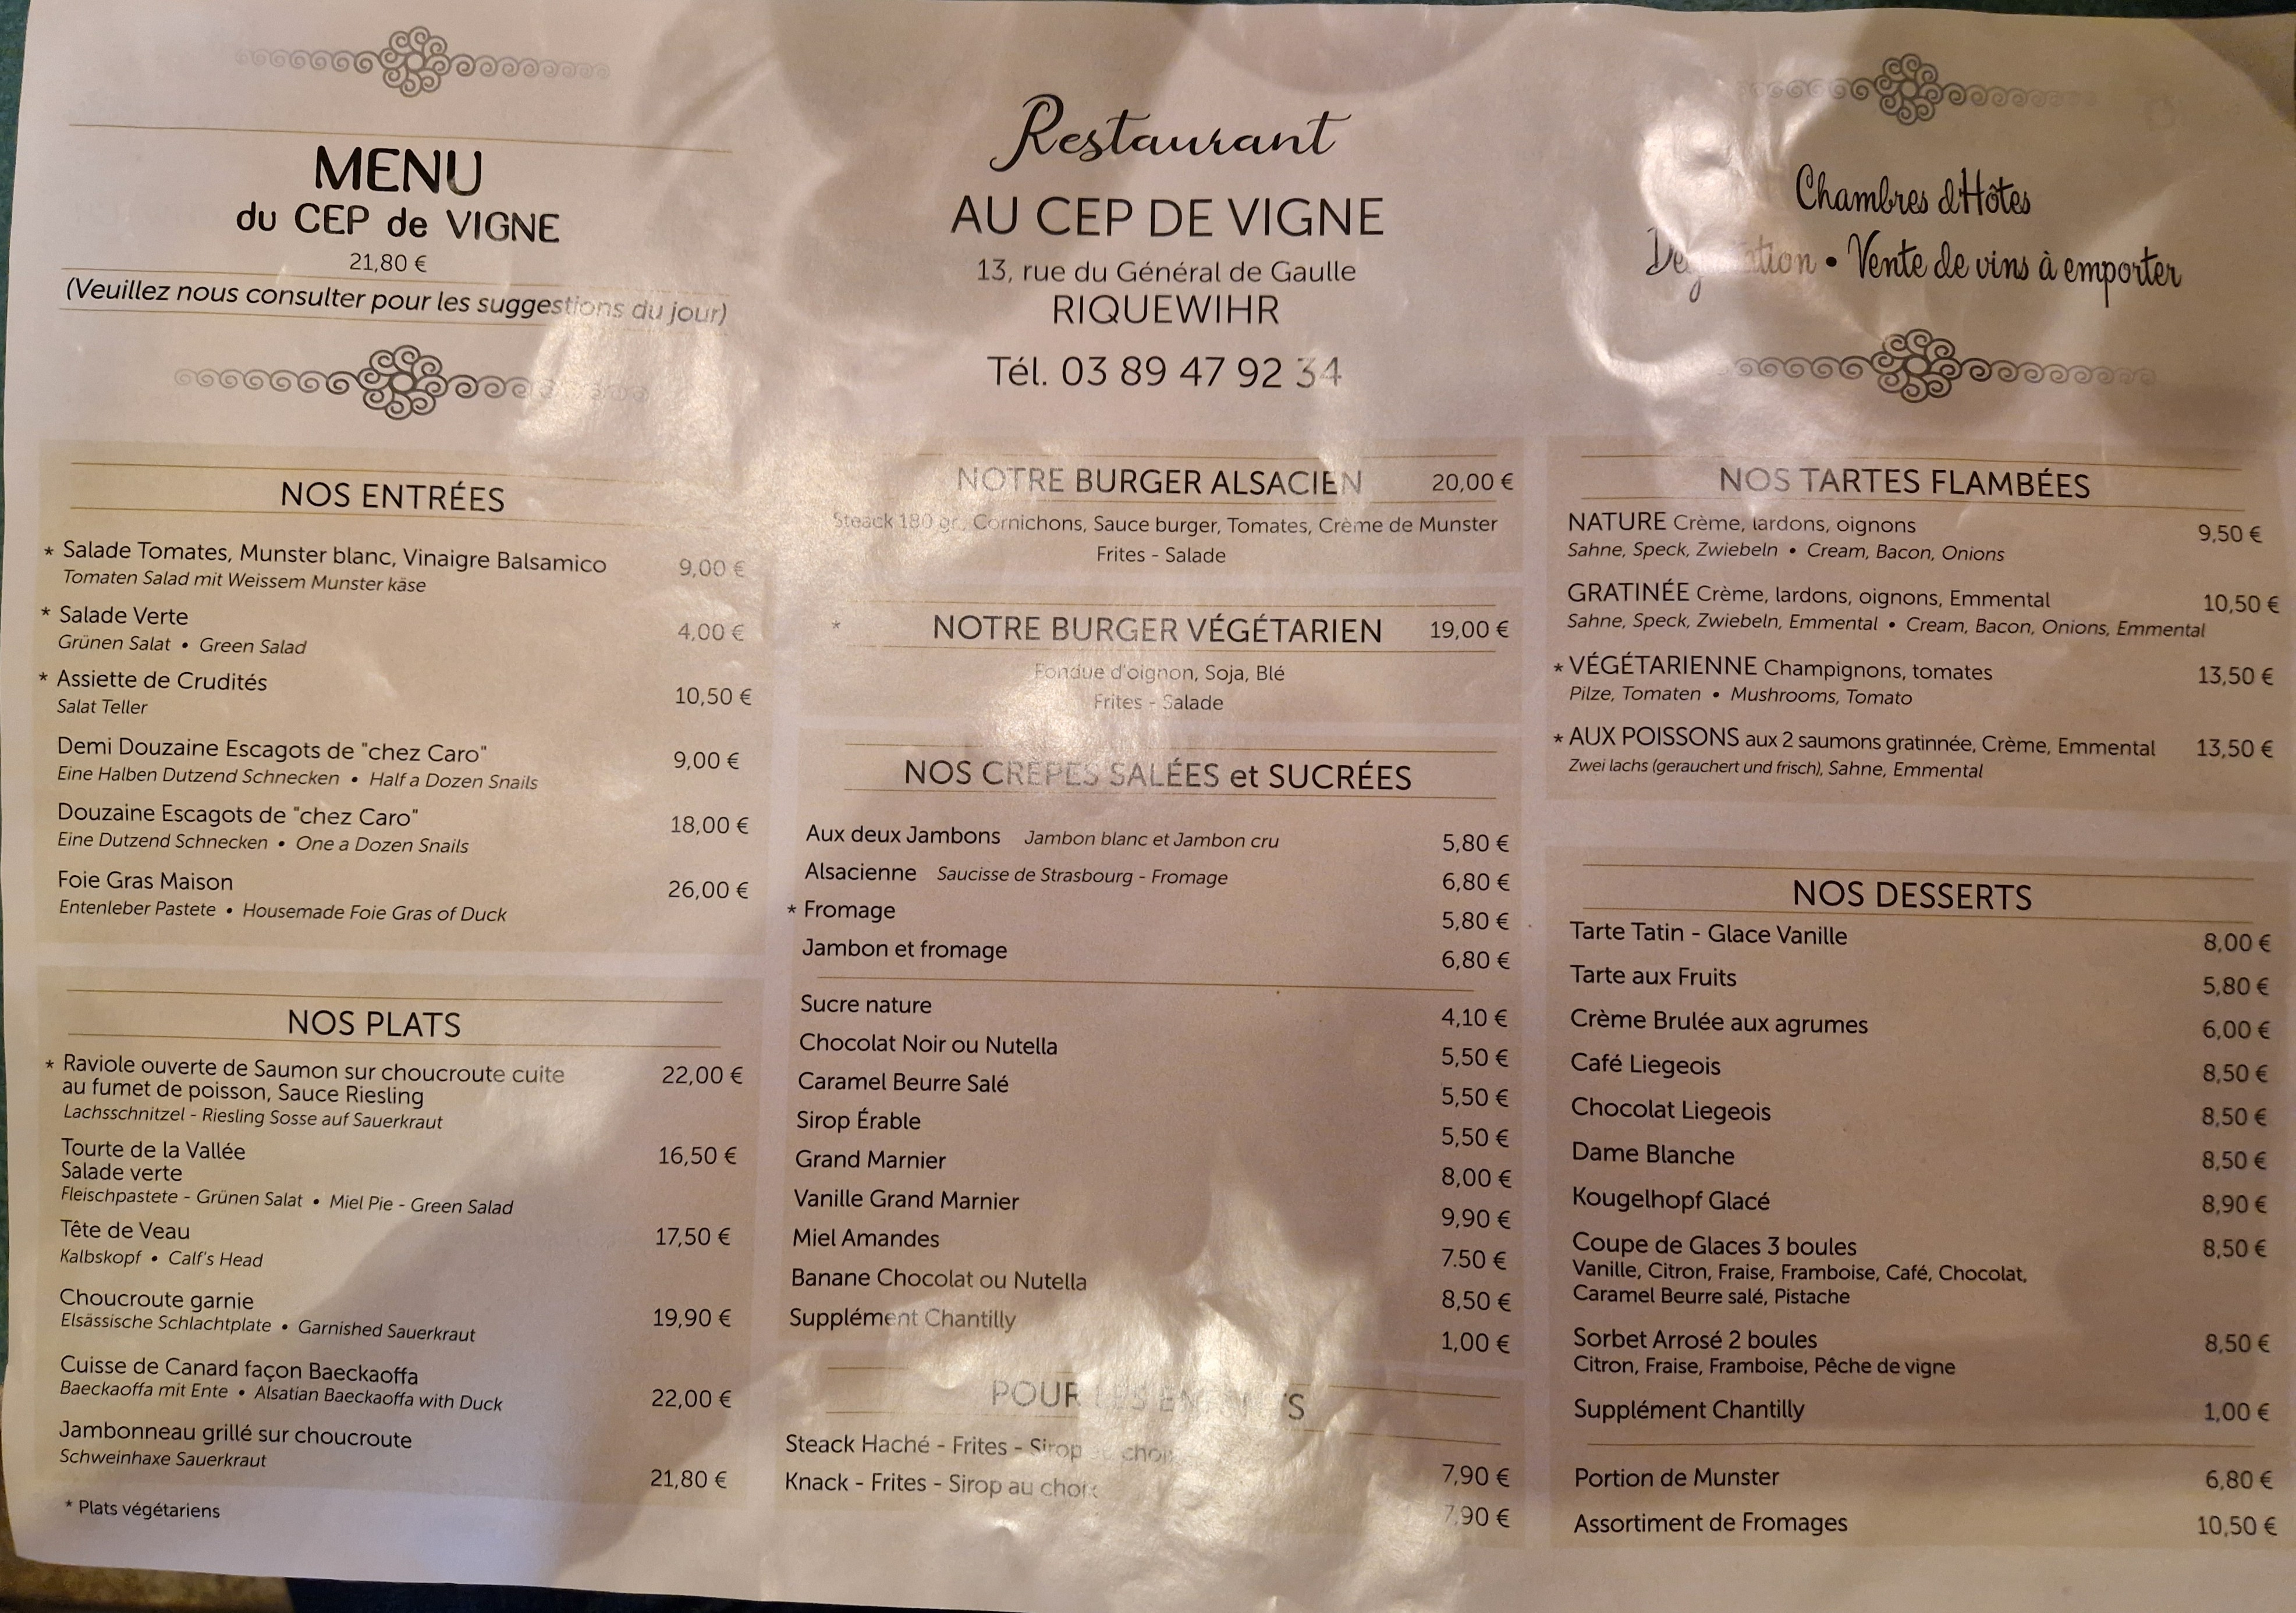 MENU
du CEP de VIGNE
21,80 €
(Veuillez nous consulter pour les suggestions du jour)
NOS ENTRÉES
* Salade Tomates, Munster blanc, Vinaigre Balsamico 9,00 €
Tomaten Salad mit Weissem Munster käse
* Salade Verte 4,00 €
Grünen Salat • Green Salad
* Assiette de Crudités 10,50 €
Salat Teller
Demi Douzaine Escagots de "chez Caro" 9,00 €
Eine Halben Dutzend Schnecken • Half a Dozen Snails
Douzaine Escagots de "chez Caro" 18,00 €
Eine Dutzend Schnecken • One a Dozen Snails
Foie Gras Maison 26,00 €
Entenleber Pastete • Housemade Foie Gras of Duck
NOS PLATS
* Raviole ouverte de Saumon sur choucroute cuite 22,00 €
au fumet de poisson, Sauce Riesling
Lachsschnitzel - Riesling Sosse auf Sauerkraut
Tourte de la Vallée 16,50 €
Salade verte
Fleischpastete - Grünen Salat • Miel Pie - Green Salad
Tête de Veau 17,50 €
Kalbskopf • Calf's Head
Choucroute garnie 19,90 €
Elsässische Schlachtplate • Garnished Sauerkraut
Cuisse de Canard façon Baeckaoffa 22,00 €
Baeckaoffa mit Ente • Alsatian Baeckaoffa with Duck
Jambonneau grillé sur choucroute 21,80 €
Schweinhaxe Sauerkraut
* Plats végétariens
Restaurant
AU CEP DE VIGNE
13, rue du Général de Gaulle
RIQUEWIHR
Tél. 03 89 47 92 34
NOTRE BURGER ALSACIEN 20,00 €
Steack 180 gr., Cornichons, Sauce burger, Tomates, Crème de Munster
Frites - Salade
* NOTRE BURGER VÉGÉTARIEN 19,00 €
Fondue d'oignon, Soja, Blé
Frites - Salade
NOS CRÊPES SALÉES et SUCRÉES
Aux deux Jambons Jambon blanc et Jambon cru 5,80 €
Alsacienne Saucisse de Strasbourg - Fromage 6,80 €
* Fromage 5,80 €
Jambon et fromage 6,80 €
Sucre nature 4,10 €
Chocolat Noir ou Nutella 5,50 €
Caramel Beurre Salé 5,50 €
Sirop Érable 5,50 €
Grand Marnier 8,00 €
Vanille Grand Marnier 9,90 €
Miel Amandes 7.50 €
Banane Chocolat ou Nutella 8,50 €
Supplément Chantilly 1,00 €
POUR
Steack Haché - Frites - Sirop 7,90 €
Knack - Frites - Sirop au choix 7,90 €
Chambres d'Hôtes
• Vente de vins à emporter
NOS TARTES FLAMBÉES
NATURE Crème, lardons, oignons 9,50 €
Sahne, Speck, Zwiebeln • Cream, Bacon, Onions
GRATINÉE Crème, lardons, oignons, Emmental 10,50 €
Sahne, Speck, Zwiebeln, Emmental • Cream, Bacon, Onions, Emmental
* VÉGÉTARIENNE Champignons, tomates 13,50 €
Pilze, Tomaten • Mushrooms, Tomato
* AUX POISSONS aux 2 saumons gratinnée, Crème, Emmental 13,50 €
Zwei lachs (gerauchert und frisch), Sahne, Emmental
NOS DESSERTS
Tarte Tatin - Glace Vanille 8,00 €
Tarte aux Fruits 5,80 €
Crème Brulée aux agrumes 6,00 €
Café Liegeois 8,50 €
Chocolat Liegeois 8,50 €
Dame Blanche 8,50 €
Kougelhopf Glacé 8,90 €
Coupe de Glaces 3 boules 8,50 €
Vanille, Citron, Fraise, Framboise, Café, Chocolat,
Caramel Beurre salé, Pistache
Sorbet Arrosé 2 boules 8,50 €
Citron, Fraise, Framboise, Pêche de vigne
Supplément Chantilly 1,00 €
Portion de Munster 6,80 €
Assortiment de Fromages 10,50 €